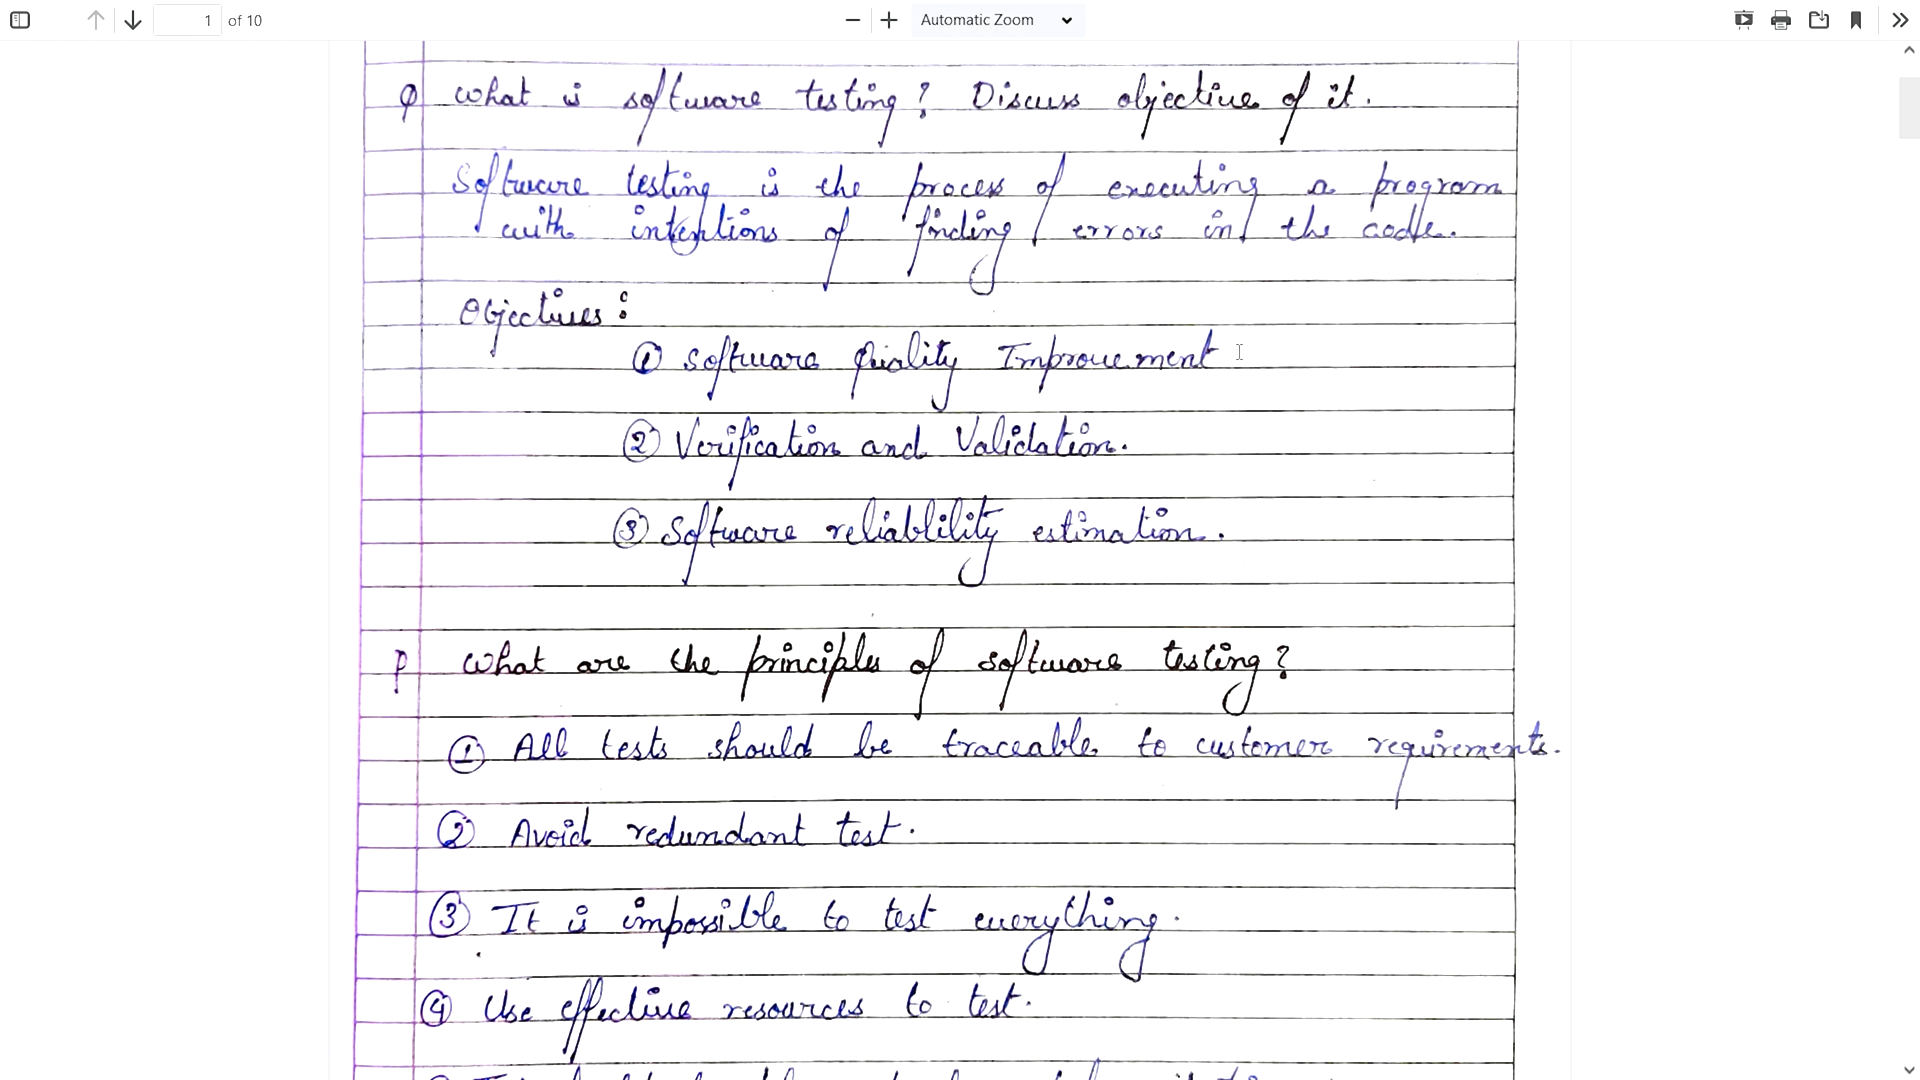 1 of 10 Automatic Zoom
Q What is software testing? Discuss objective of it.
Software testing is the process of executing a program
with intentions of finding errors in the code.
Objectives :
① Software Quality Improvement
② Verification and Validation.
③ Software reliablility estimation.
What are the principles of software testing?
① All tests should be traceable to customer requirements.
② Avoid redundant test.
③ It is impossible to test everything.
④ Use effective resources to test.